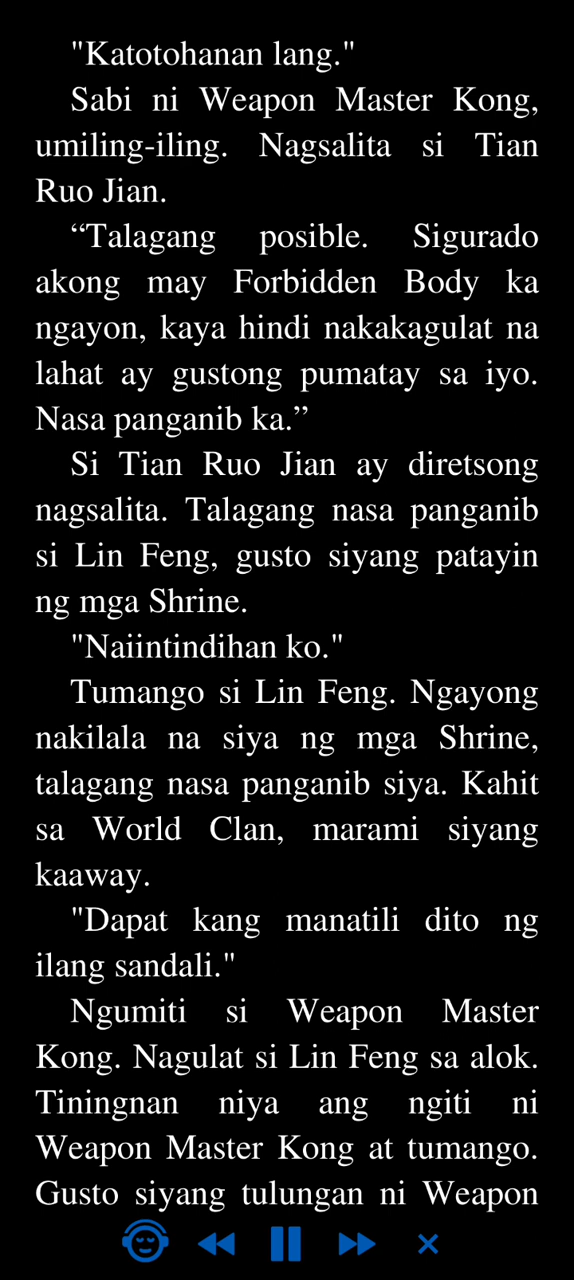 "Katotohanan lang."
Sabi ni Weapon Master Kong,
umiling-iling. Nagsalita si Tian
Ruo Jian.
“Talagang posible. Sigurado
akong may Forbidden Body ka
ngayon, kaya hindi nakakagulat na
lahat ay gustong pumatay sa iyo.
Nasa panganib ka.”
Si Tian Ruo Jian ay diretsong
nagsalita. Talagang nasa panganib
si Lin Feng, gusto siyang patayin
ng mga Shrine.
"Naiintindihan ko."
Tumango si Lin Feng. Ngayong
nakilala na siya ng mga Shrine,
talagang nasa panganib siya. Kahit
sa World Clan, marami siyang
kaaway.
"Dapat kang manatili dito ng
ilang sandali."
Ngumiti si Weapon Master
Kong. Nagulat si Lin Feng sa alok.
Tiningnan niya ang ngiti ni
Weapon Master Kong at tumango.
Gusto siyang tulungan ni Weapon